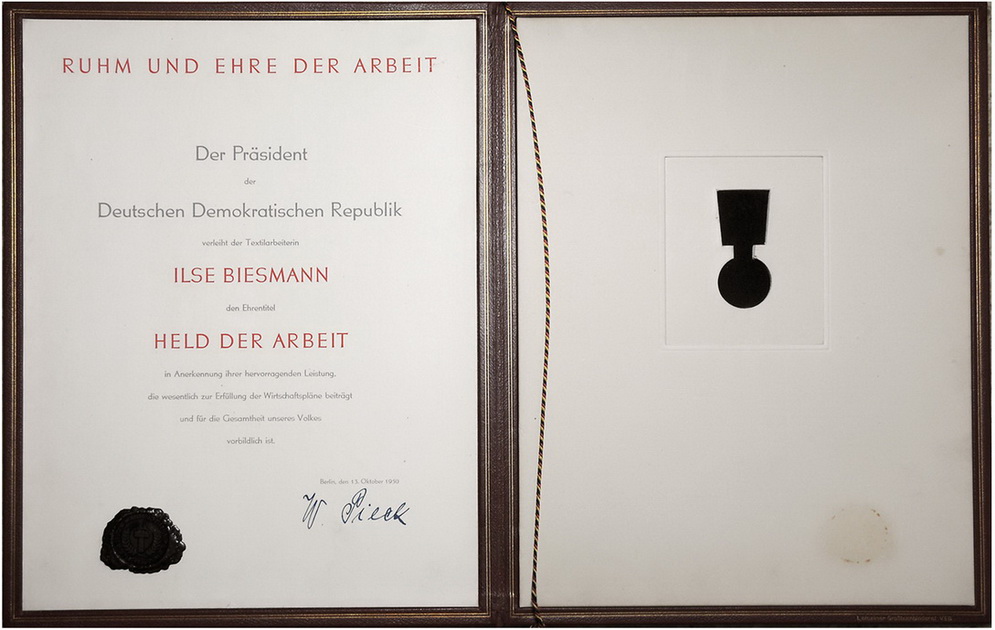 RUHM UND EHRE DER ARBEIT
Der Präsident
der
Deutschen Demokratischen Republik
verleiht der Textilarbeiterin
ILSE BIESMANN
den Ehrentitel
HELD DER ARBEIT
in Anerkennung ihrer hervorragenden Leistung,
die wesentlich zur Erfüllung der Wirtschaftspläne beiträgt
und für die Gesamtheit unseres Volkes
vorbildlich ist.
Berlin, den 13. Oktober 1950
W. Pieck